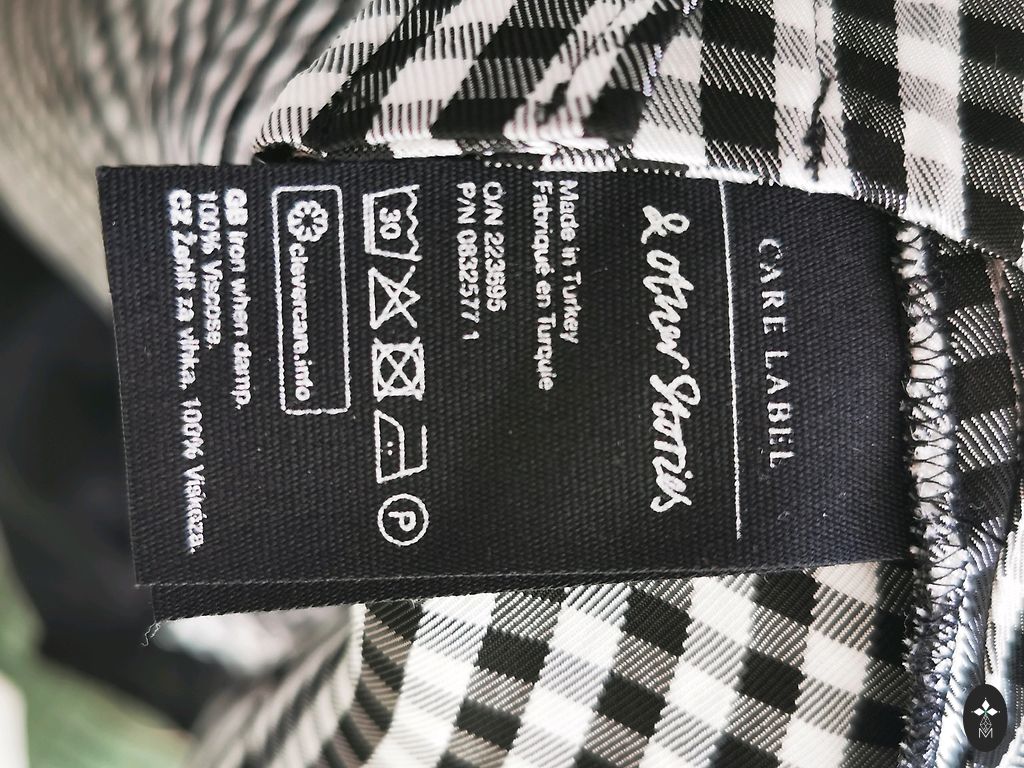 CARE LABEL
& Other Stories
Made in Turkey
Fabriqué en Turquie
O/N 223695
P/N 0832577 1
30
P
clevercare.info
GB Iron when damp.
100% Viscose.
CZ Žehlit za vlhka. 100% Viskóza.
M